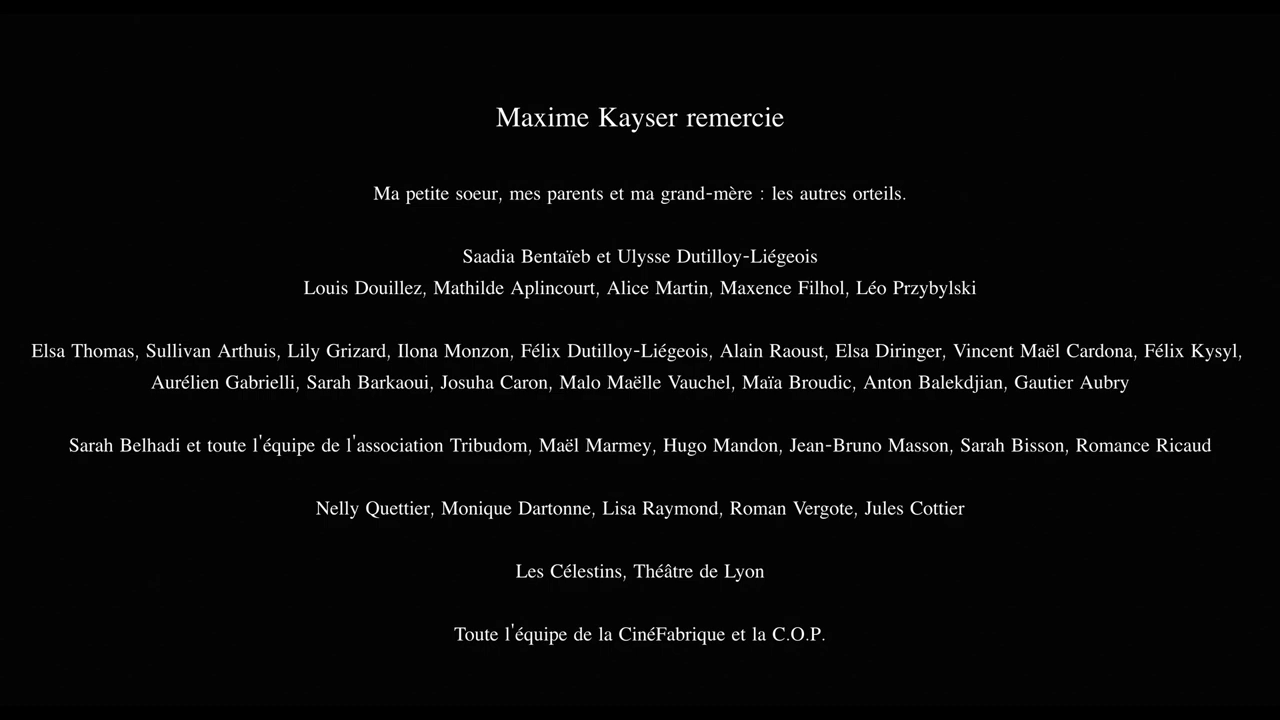 Maxime Kayser remercie
Ma petite soeur, mes parents et ma grand-mère : les autres orteils.
Saadia Bentaïeb et Ulysse Dutilloy-Liégeois
Louis Douillez, Mathilde Aplincourt, Alice Martin, Maxence Filhol, Léo Przybylski
Elsa Thomas, Sullivan Arthuis, Lily Grizard, Ilona Monzon, Félix Dutilloy-Liégeois, Alain Raoust, Elsa Diringer, Vincent Maël Cardona, Félix Kysyl,
Aurélien Gabrielli, Sarah Barkaoui, Josuha Caron, Malo Maëlle Vauchel, Maïa Broudic, Anton Balekdjian, Gautier Aubry
Sarah Belhadi et toute l'équipe de l'association Tribudom, Maël Marmey, Hugo Mandon, Jean-Bruno Masson, Sarah Bisson, Romance Ricaud
Nelly Quettier, Monique Dartonne, Lisa Raymond, Roman Vergote, Jules Cottier
Les Célestins, Théâtre de Lyon
Toute l'équipe de la CinéFabrique et la C.O.P.